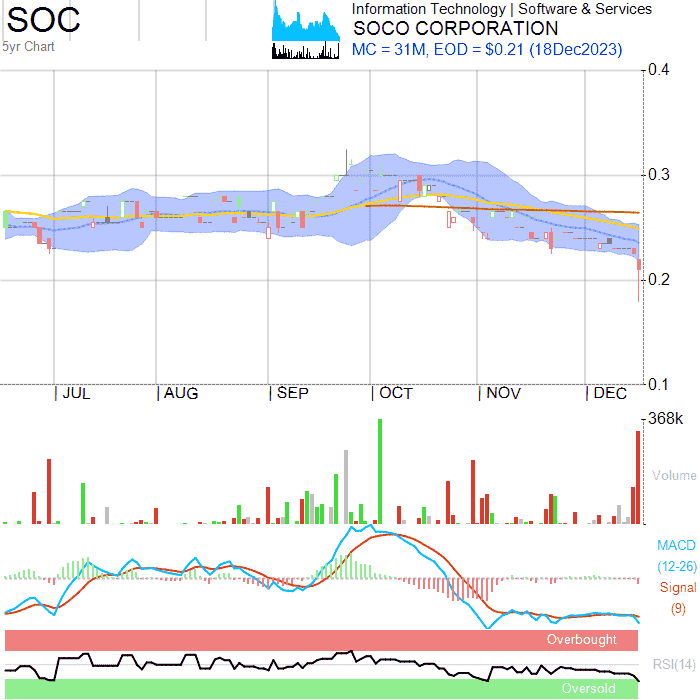 SOC
5yr Chart
Information Technology | Software & Services
SOCO CORPORATION
MC = 31M, EOD = $0.21 (18Dec2023)
0.4
0.3
0.2
0.1
JUL
AUG
SEP
OCT
NOV
DEC
368k
Volume
MACD
(12-26)
Signal
(9)
Overbought
RSI(14)
Oversold